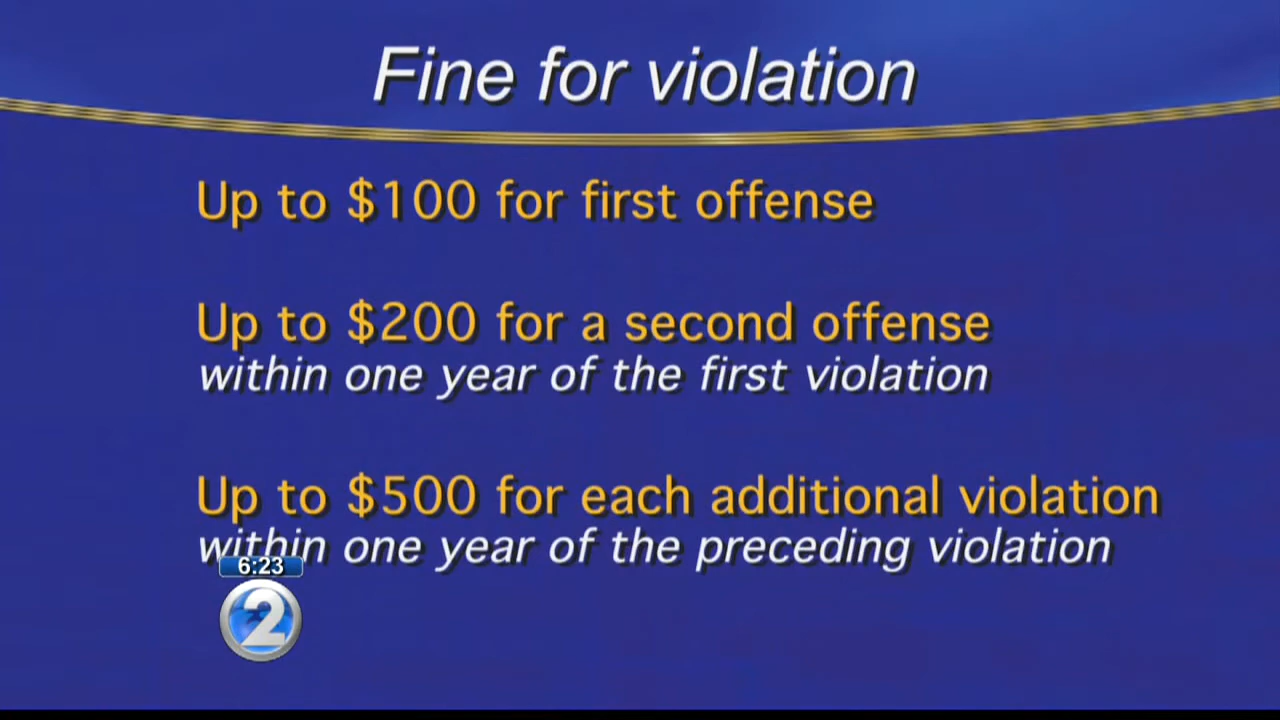 Fine for violation
Up to $100 for first offense
Up to $200 for a second offense
within one year of the first violation
Up to $500 for each additional violation
within one year of the preceding violation
6:23
2